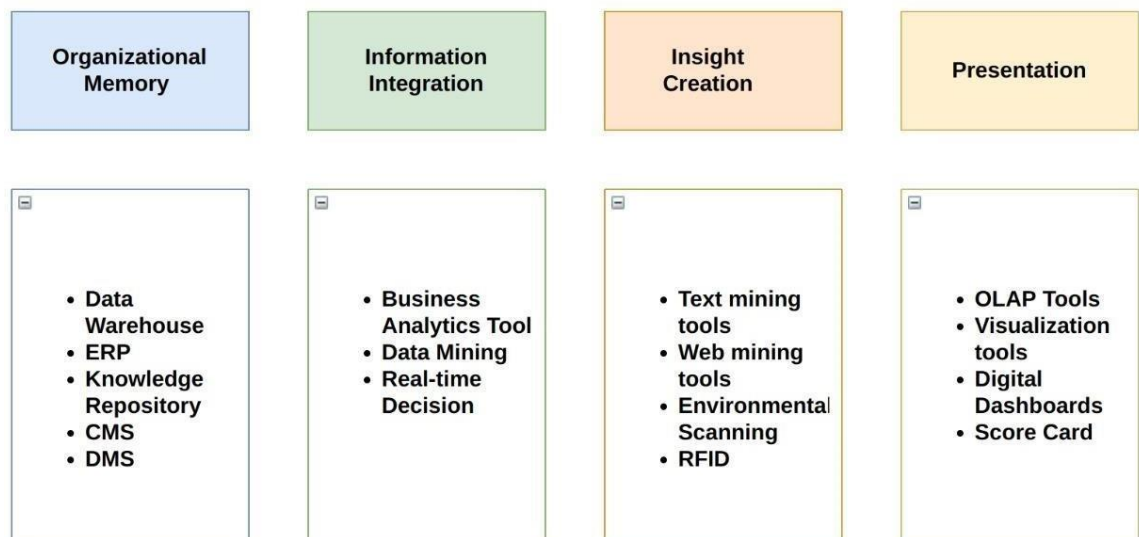 Organizational
Memory
Information
Integration
Insight
Creation
Presentation
• Data
Warehouse
• ERP
• Knowledge
Repository
• CMS
• DMS
• Business
Analytics Tool
• Data Mining
• Real-time
Decision
• Text mining
tools
• Web mining
tools
• Environmental
Scanning
• RFID
• OLAP Tools
• Visualization
tools
• Digital
Dashboards
• Score Card